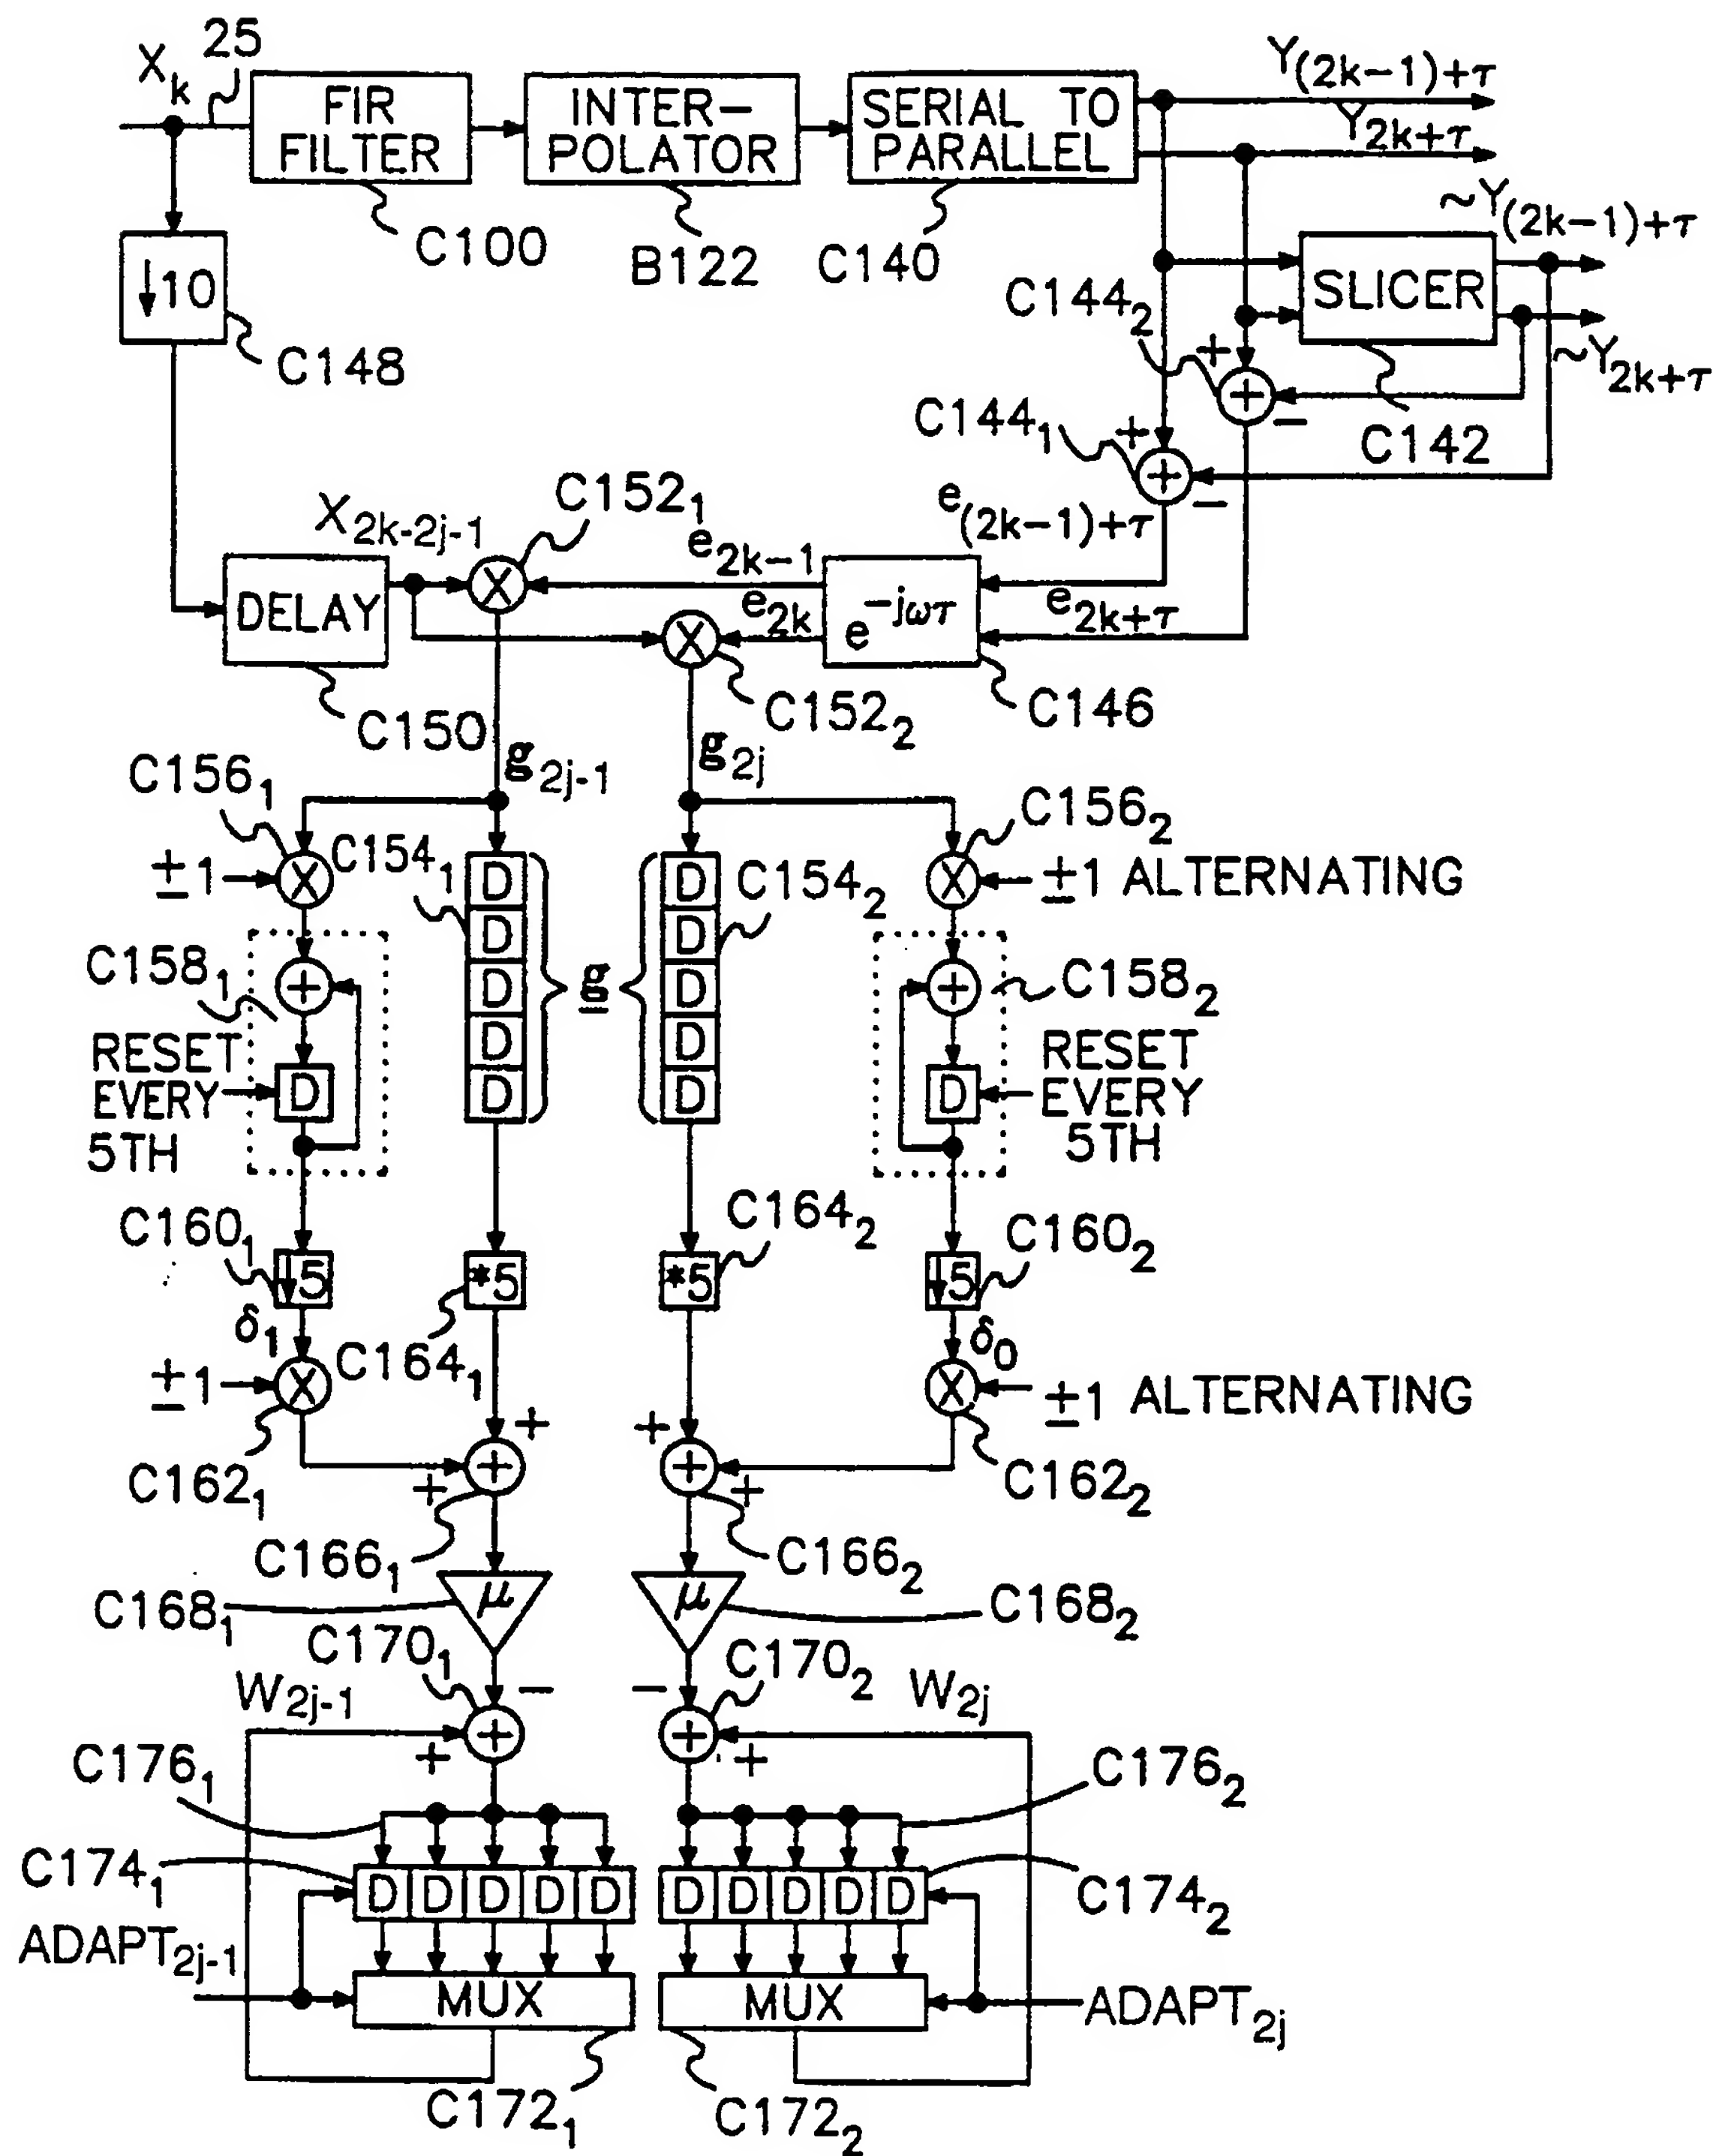 X_k 25
FIR FILTER
INTER-POLATOR
SERIAL TO PARALLEL
Y_(2k-1)+τ
Y_2k+τ
C100
B122
C140
~Y_(2k-1)+τ
↓10
C148
C144_2
SLICER
+
−
~Y_2k+τ
C144_1
+
+
+
−
C142
X_2k-2j-1
C152_1
e_2k-1
e_(2k-1)+τ
DELAY
X
e_2k
X
e^-jωτ
e_2k+τ
C150
C152_2
C146
g_2j-1
g_2j
C156_1
C156_2
±1
X
C154_1
D
D
D
D
D
g
D
D
D
D
D
C154_2
X
±1 ALTERNATING
C158_1
+
+
C158_2
RESET
EVERY
5TH
D
D
RESET
EVERY
5TH
C160_1
↓5
*5
C164_2
*5
↓5
C160_2
δ_1
δ_0
±1
X
C164_1
X
±1 ALTERNATING
C162_1
+
+
+
+
+
+
C162_2
C166_1
C166_2
C168_1
μ
μ
C168_2
C170_1
−
−
C170_2
W_2j-1
W_2j
+
+
+
+
C176_1
C176_2
C174_1
D D D D D
D D D D D
C174_2
ADAPT_2j-1
MUX
MUX
ADAPT_2j
C172_1
C172_2